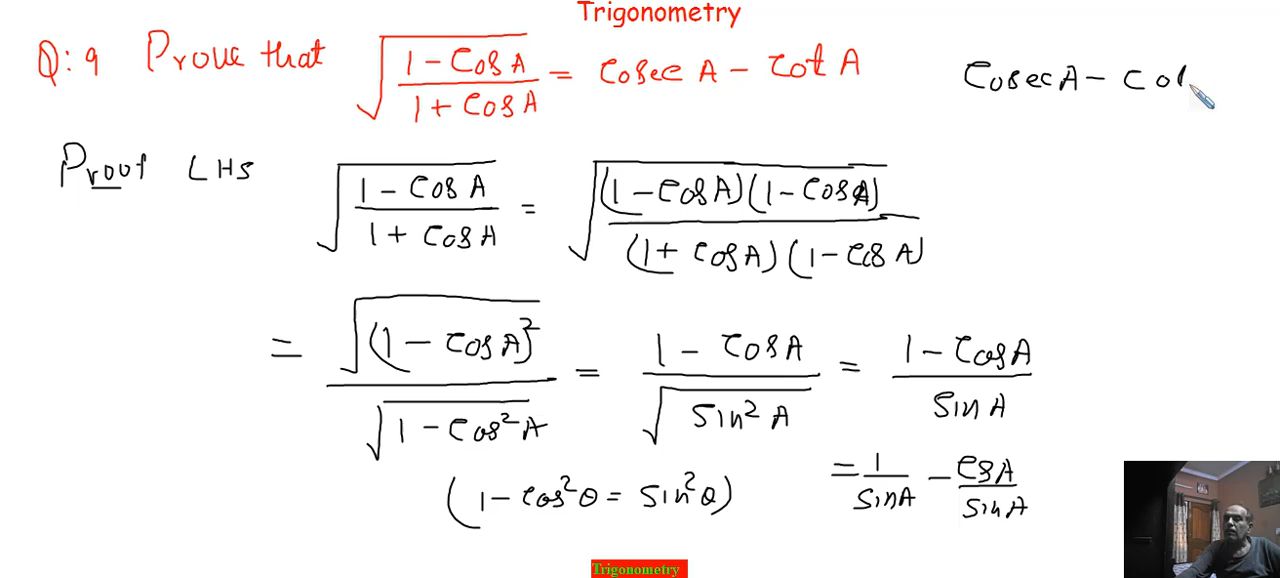 Trigonometry
Q: 9 Prove that √((1 - Cos A)/(1 + Cos A)) = Cosec A - Cot A
Cosec A - Cot
Proof LHS √((1 - Cos A)/(1 + Cos A)) = √((1 - Cos A)(1 - Cos A)/(1 + Cos A)(1 - Cos A))
= √(1 - Cos A)²/√(1 - Cos² A) = (1 - Cos A)/√(Sin² A) = (1 - Cos A)/Sin A
(1 - Cos² θ = Sin² θ) = 1/Sin A - Cos A/Sin A
Trigonometry